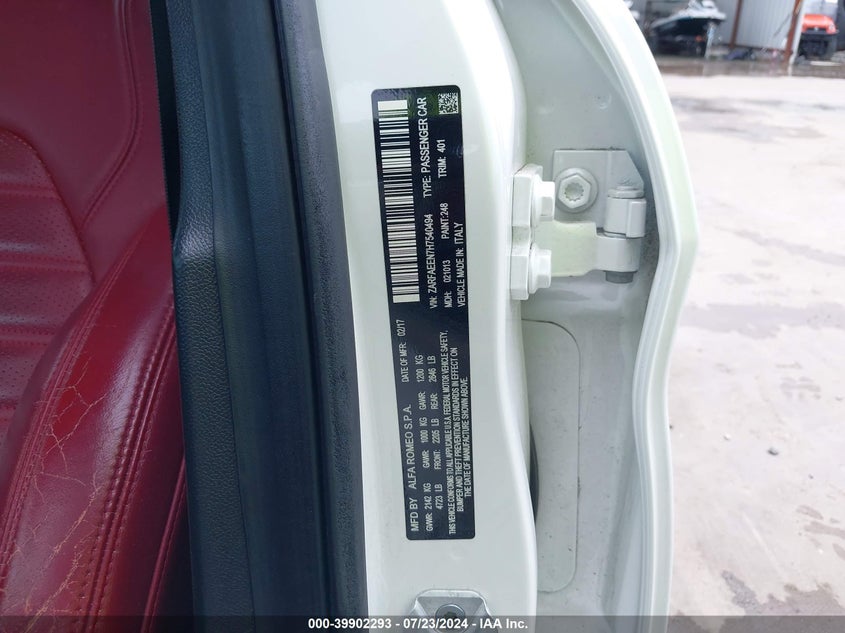 MFD BY ALFA ROMEO S.P.A. DATE OF MFR: 02/17
GVWR: 2142 KG GAWR: 1000 KG GAWR: 1200 KG
4723 LB FRONT: 2205 LB REAR: 2646 LB
THIS VEHICLE CONFORMS TO ALL APPLICABLE U.S.A. FEDERAL MOTOR VEHICLE SAFETY,
BUMPER AND THEFT PREVENTION STANDARDS IN EFFECT ON
THE DATE OF MANUFACTURE SHOWN ABOVE.
VIN: ZARFAEEN7H7540494 TYPE: PASSENGER CAR
MDH: 021013 PAINT:248 TRIM: 401
VEHICLE MADE IN: ITALY
000-39902293 - 07/23/2024 - IAA Inc.